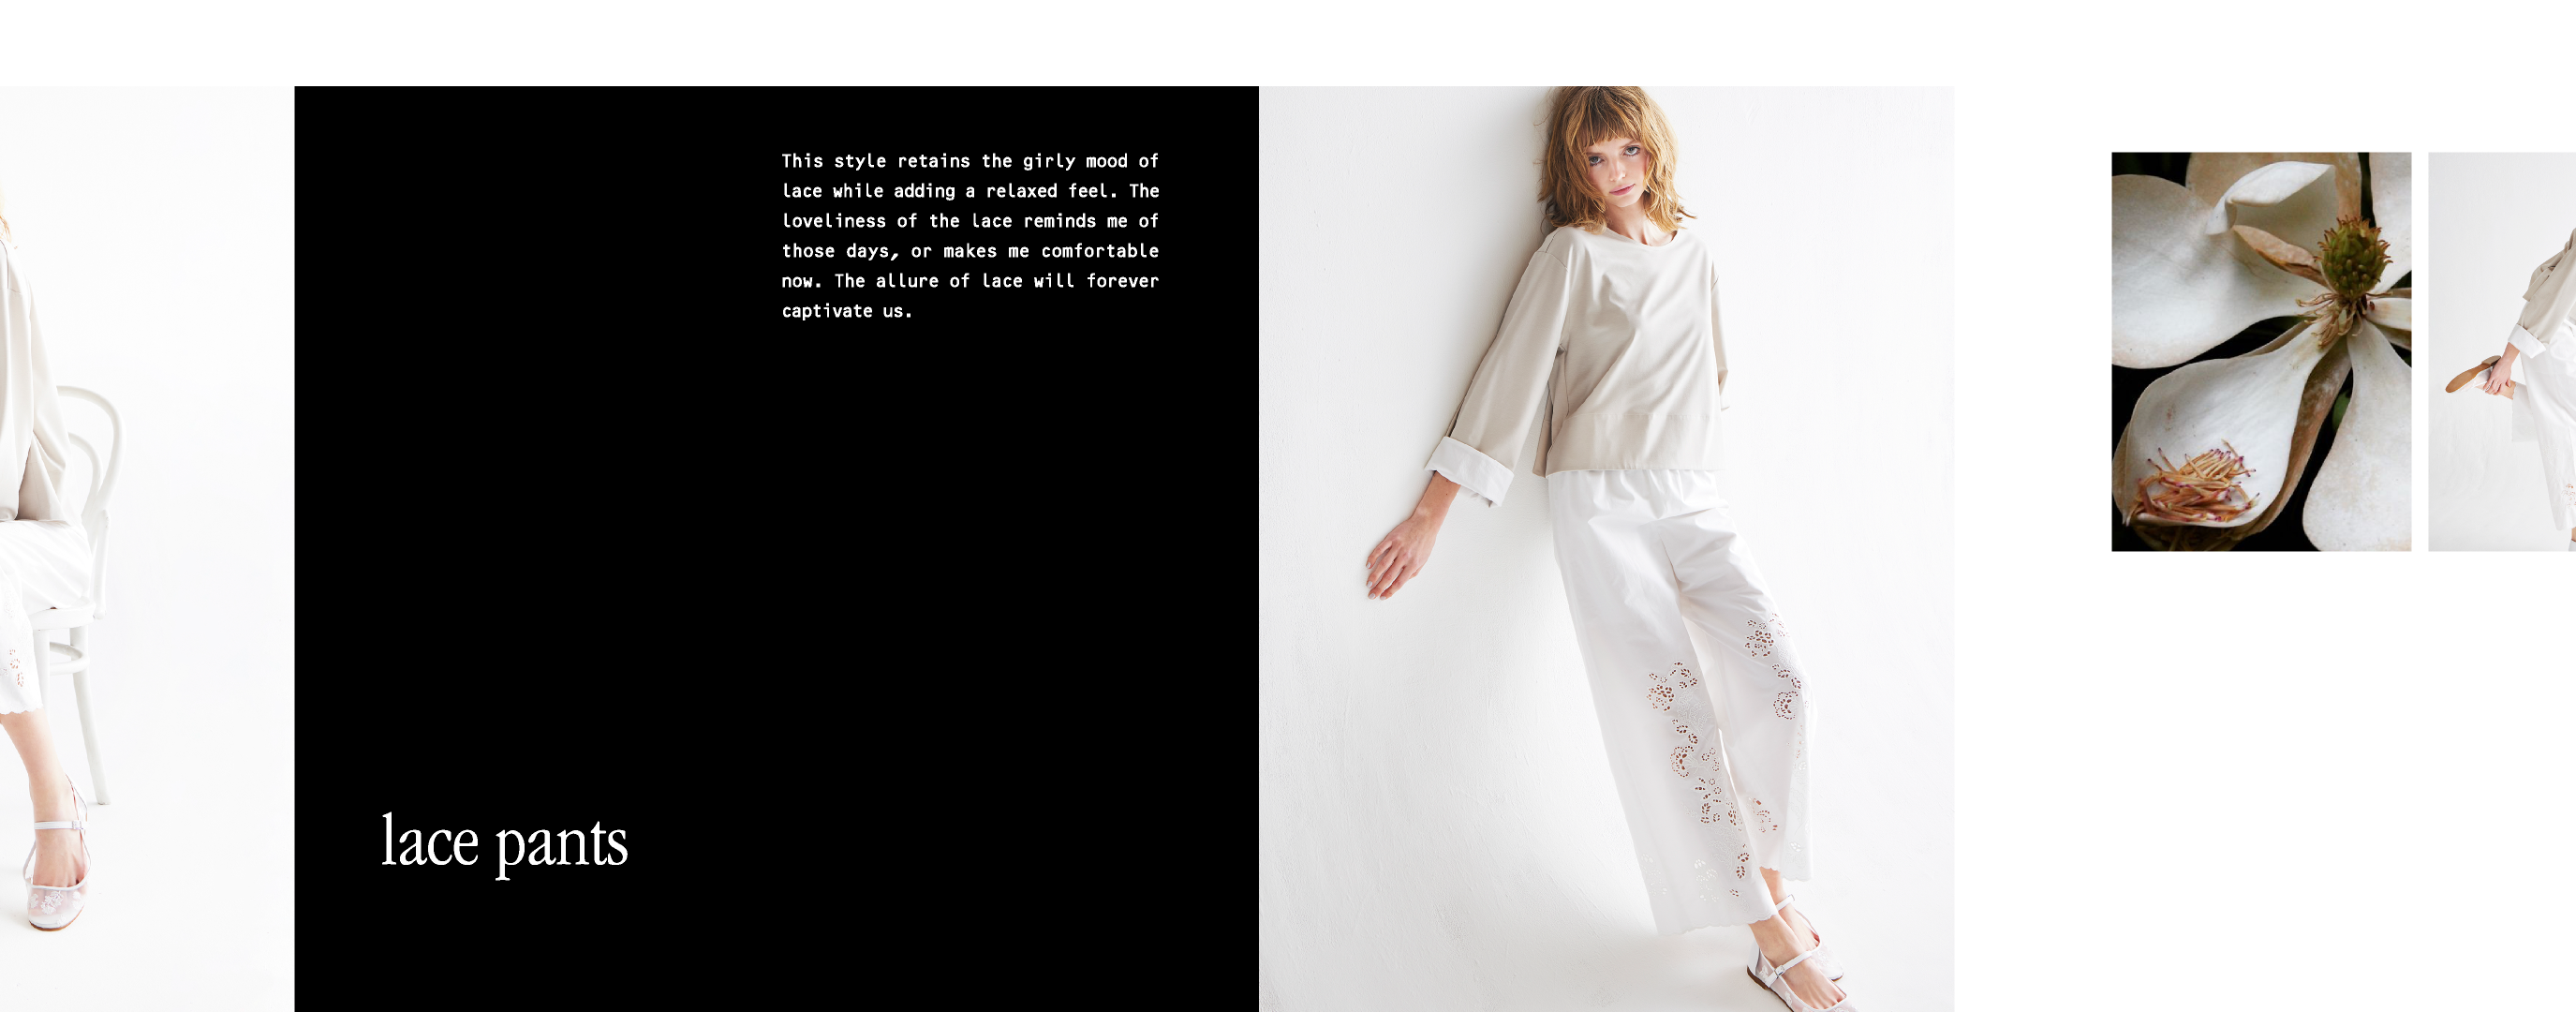 This style retains the girly mood of
lace while adding a relaxed feel. The
loveliness of the lace reminds me of
those days, or makes me comfortable
now. The allure of lace will forever
captivate us.
lace pants